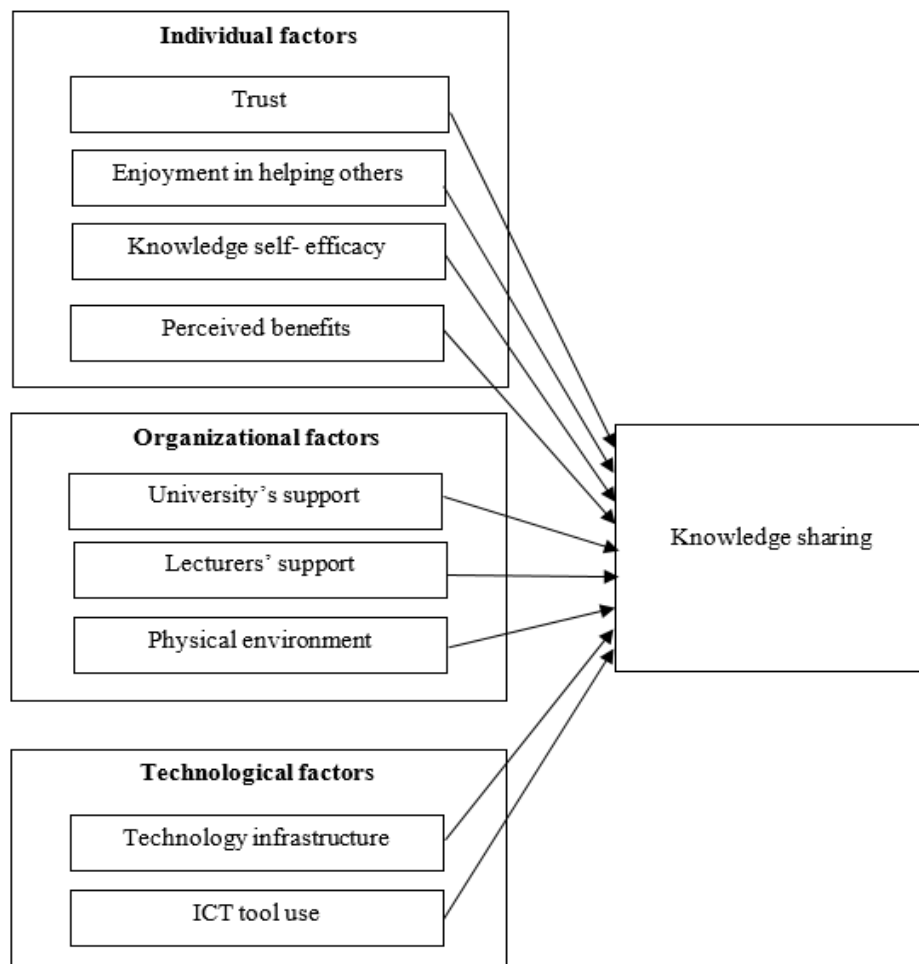 Individual factors
Trust
Enjoyment in helping others
Knowledge self- efficacy
Perceived benefits
Organizational factors
University’s support
Lecturers’ support
Physical environment
Knowledge sharing
Technological factors
Technology infrastructure
ICT tool use